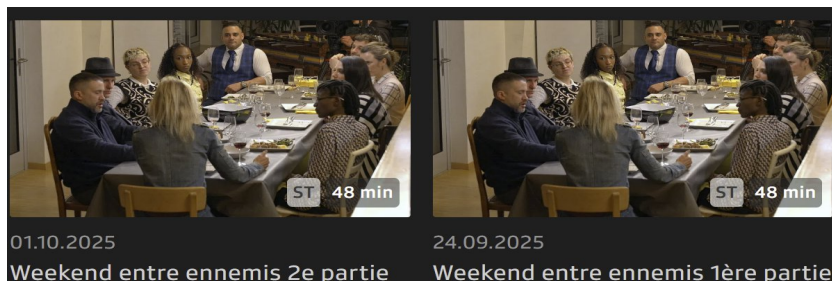 ST 48 min
ST 48 min
01.10.2025
24.09.2025
Weekend entre ennemis 2e partie
Weekend entre ennemis 1ère partie